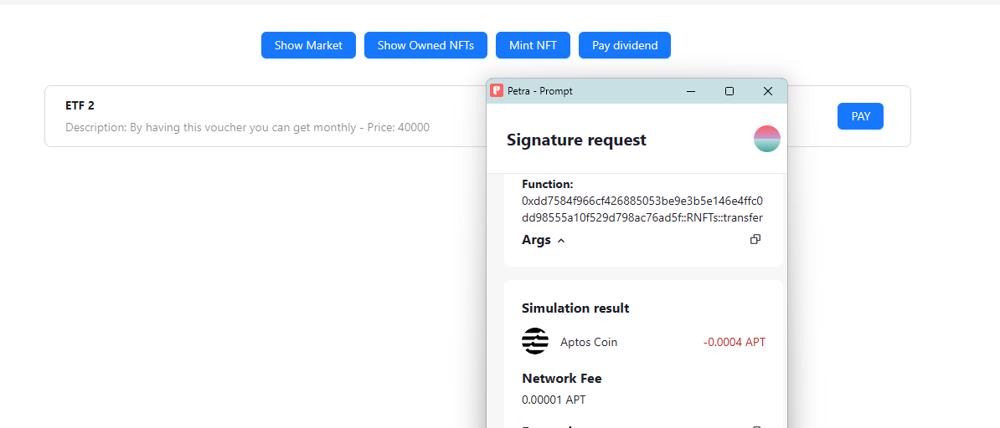 Show Market
Show Owned NFTs
Mint NFT
Pay dividend
ETF 2
Description: By having this voucher you can get monthly - Price: 40000
PAY
Petra - Prompt
Signature request
Function:
0xdd7584f966cf426885053be9e3b5e146e4ffc0
dd98555a10f529d798ac76ad5f::RNFTs::transfer
Args
Simulation result
Aptos Coin
-0.0004 APT
Network Fee
0.00001 APT